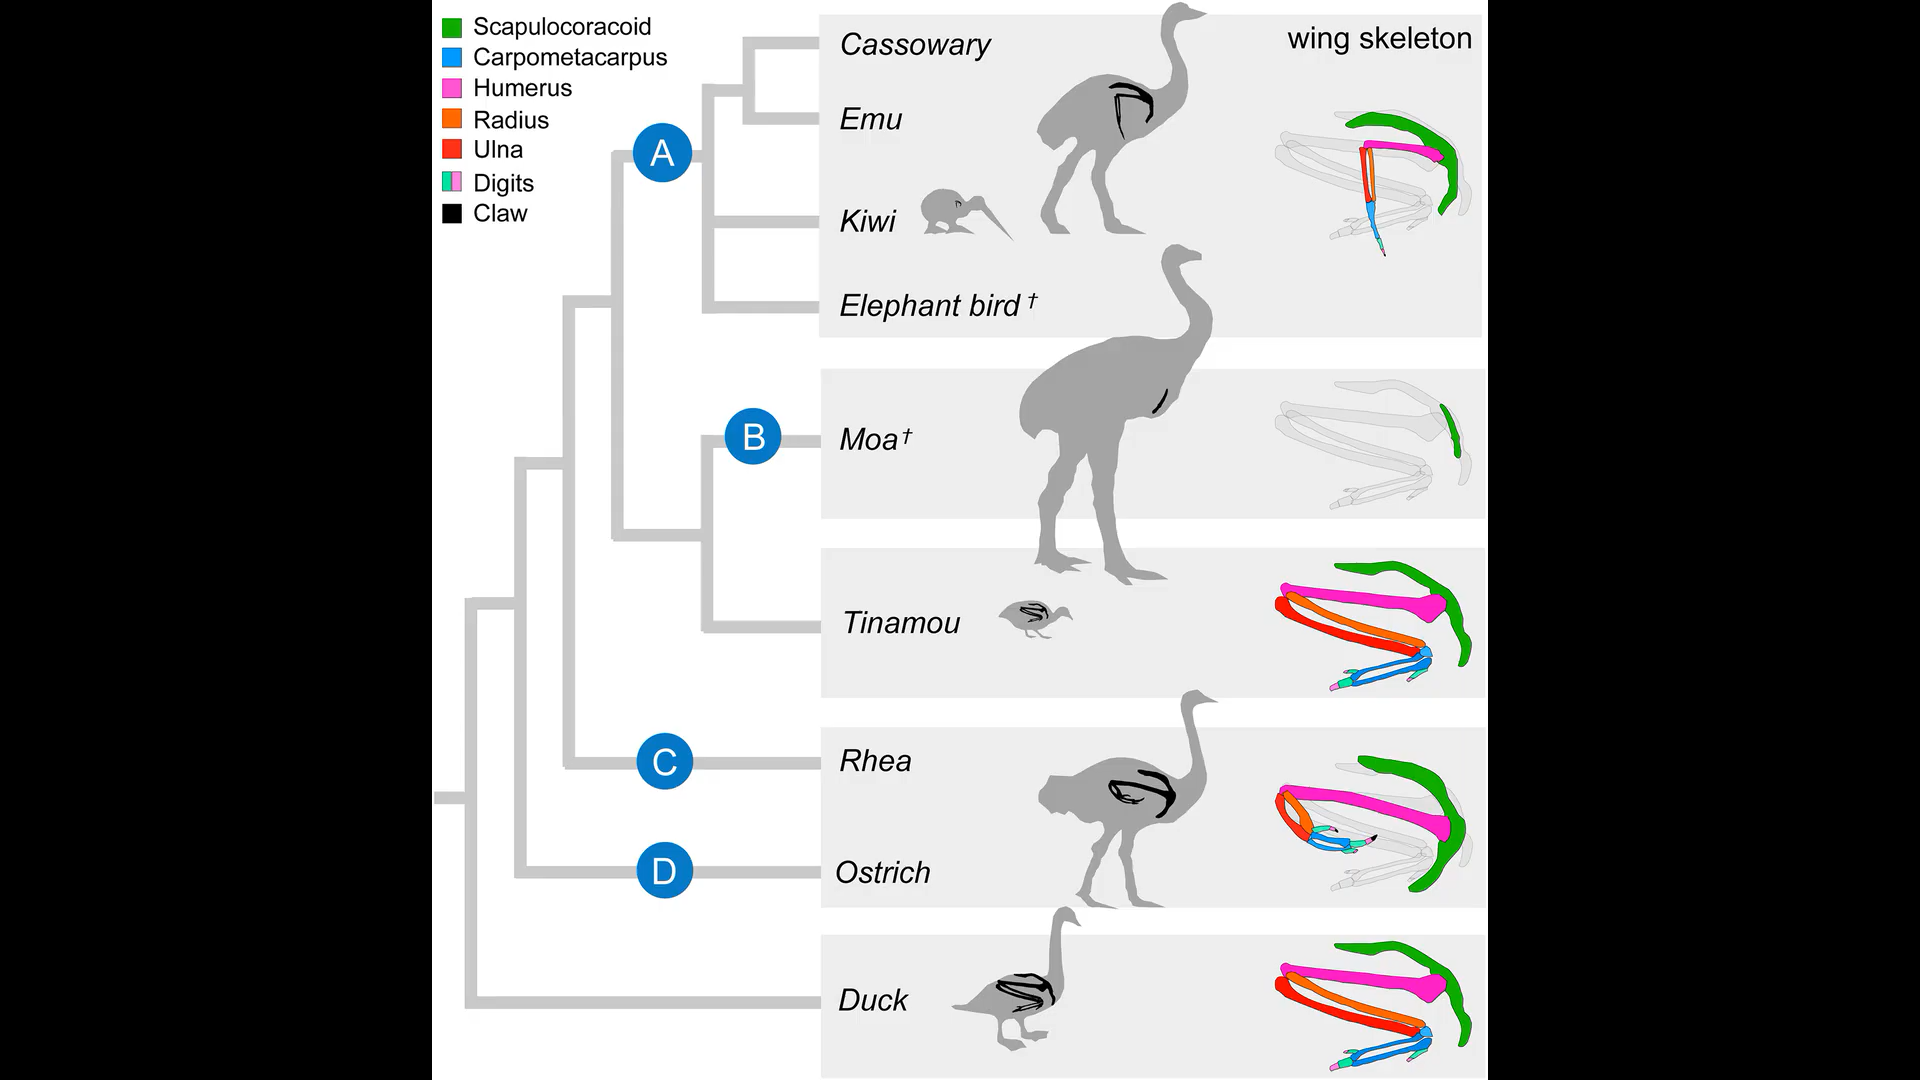 Scapulocoracoid
Carpometacarpus
Humerus
Radius
Ulna
Digits
Claw
wing skeleton
Cassowary
Emu
A
Kiwi
Elephant bird †
B
Moa†
Tinamou
C
Rhea
D
Ostrich
Duck